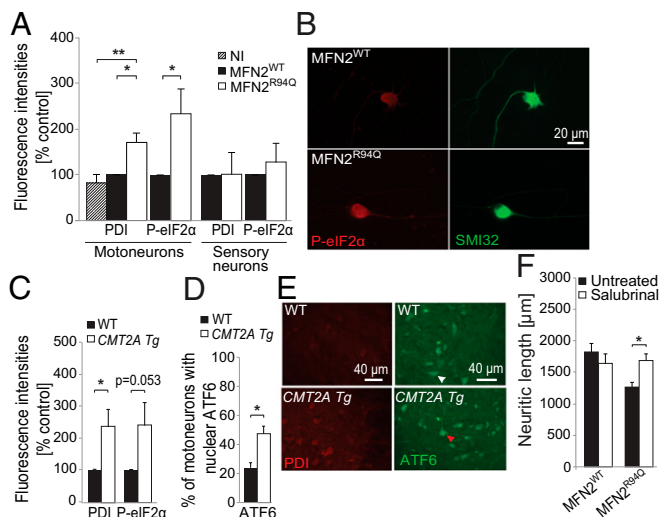 A
Fluorescence intensities
[% control]
400
300
200
100
0
**
*
*
NI
MFN2WT
MFN2R94Q
PDI P-eIF2α PDI P-eIF2α
Motoneurons Sensory
neurons
B
MFN2WT
20 µm
MFN2R94Q
P-eIF2α
SMI32
C
Fluorescence intensities
[% control]
WT
CMT2A Tg
500
400
300
200
100
0
*
p=0.053
PDI P-eIF2α
D
% of motoneurons with
nuclear ATF6
WT
CMT2A Tg
80
60
40
20
0
*
ATF6
E
WT
40 µm
WT
40 µm
CMT2A Tg
PDI
CMT2A Tg
ATF6
F
Neuritic length [µm]
Untreated
Salubrinal
2000
1500
1000
500
0
*
MFN2WT
MFN2R94Q